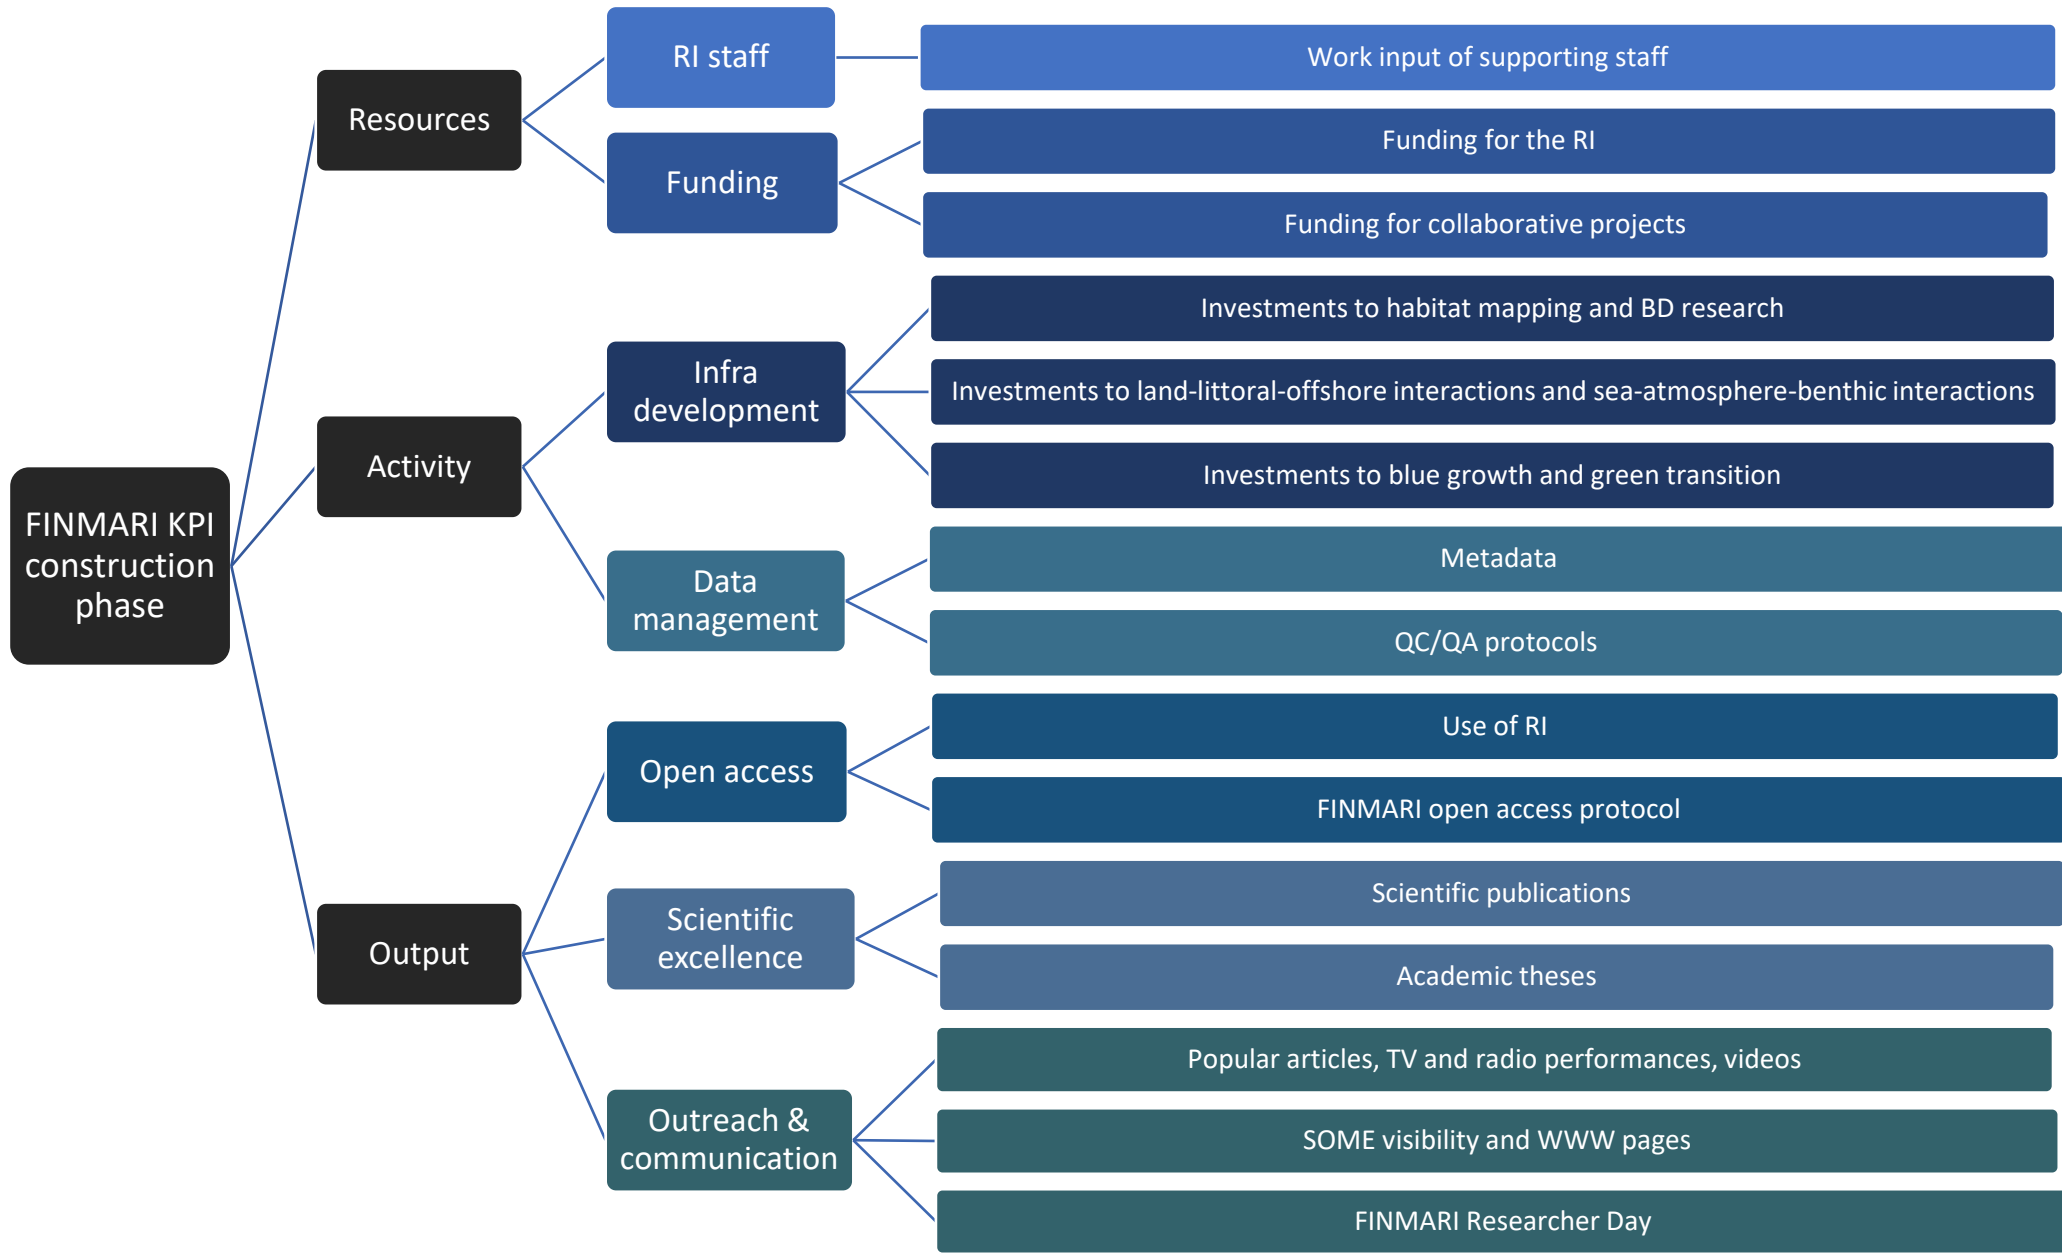 FINMARI KPI
construction
phase
Resources
RI staff
Work input of supporting staff
Funding
Funding for the RI
Funding for collaborative projects
Activity
Infra
development
Investments to habitat mapping and BD research
Investments to land-littoral-offshore interactions and sea-atmosphere-benthic interactions
Investments to blue growth and green transition
Data
management
Metadata
QC/QA protocols
Output
Open access
Use of RI
FINMARI open access protocol
Scientific
excellence
Scientific publications
Academic theses
Outreach &
communication
Popular articles, TV and radio performances, videos
SOME visibility and WWW pages
FINMARI Researcher Day